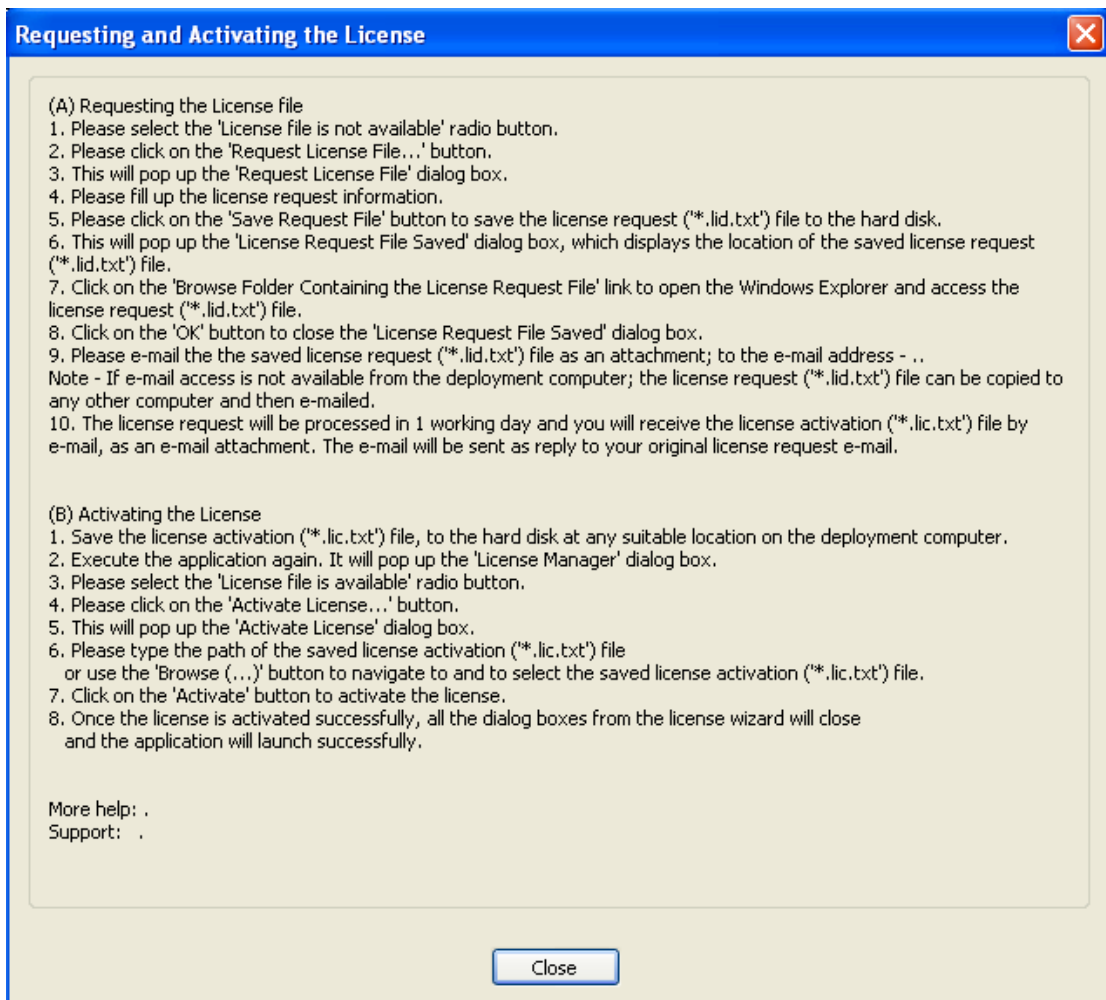 Requesting and Activating the License
(A) Requesting the License file
1. Please select the 'License file is not available' radio button.
2. Please click on the 'Request License File...' button.
3. This will pop up the 'Request License File' dialog box.
4. Please fill up the license request information.
5. Please click on the 'Save Request File' button to save the license request ('*.lid.txt') file to the hard disk.
6. This will pop up the 'License Request File Saved' dialog box, which displays the location of the saved license request
('*.lid.txt') file.
7. Click on the 'Browse Folder Containing the License Request File' link to open the Windows Explorer and access the
license request ('*.lid.txt') file.
8. Click on the 'OK' button to close the 'License Request File Saved' dialog box.
9. Please e-mail the the saved license request ('*.lid.txt') file as an attachment; to the e-mail address - ..
Note - If e-mail access is not available from the deployment computer; the license request ('*.lid.txt') file can be copied to
any other computer and then e-mailed.
10. The license request will be processed in 1 working day and you will receive the license activation ('*.lic.txt') file by
e-mail, as an e-mail attachment. The e-mail will be sent as reply to your original license request e-mail.
(B) Activating the License
1. Save the license activation ('*.lic.txt') file, to the hard disk at any suitable location on the deployment computer.
2. Execute the application again. It will pop up the 'License Manager' dialog box.
3. Please select the 'License file is available' radio button.
4. Please click on the 'Activate License...' button.
5. This will pop up the 'Activate License' dialog box.
6. Please type the path of the saved license activation ('*.lic.txt') file
or use the 'Browse (...)' button to navigate to and to select the saved license activation ('*.lic.txt') file.
7. Click on the 'Activate' button to activate the license.
8. Once the license is activated successfully, all the dialog boxes from the license wizard will close
and the application will launch successfully.
More help: .
Support: .
Close